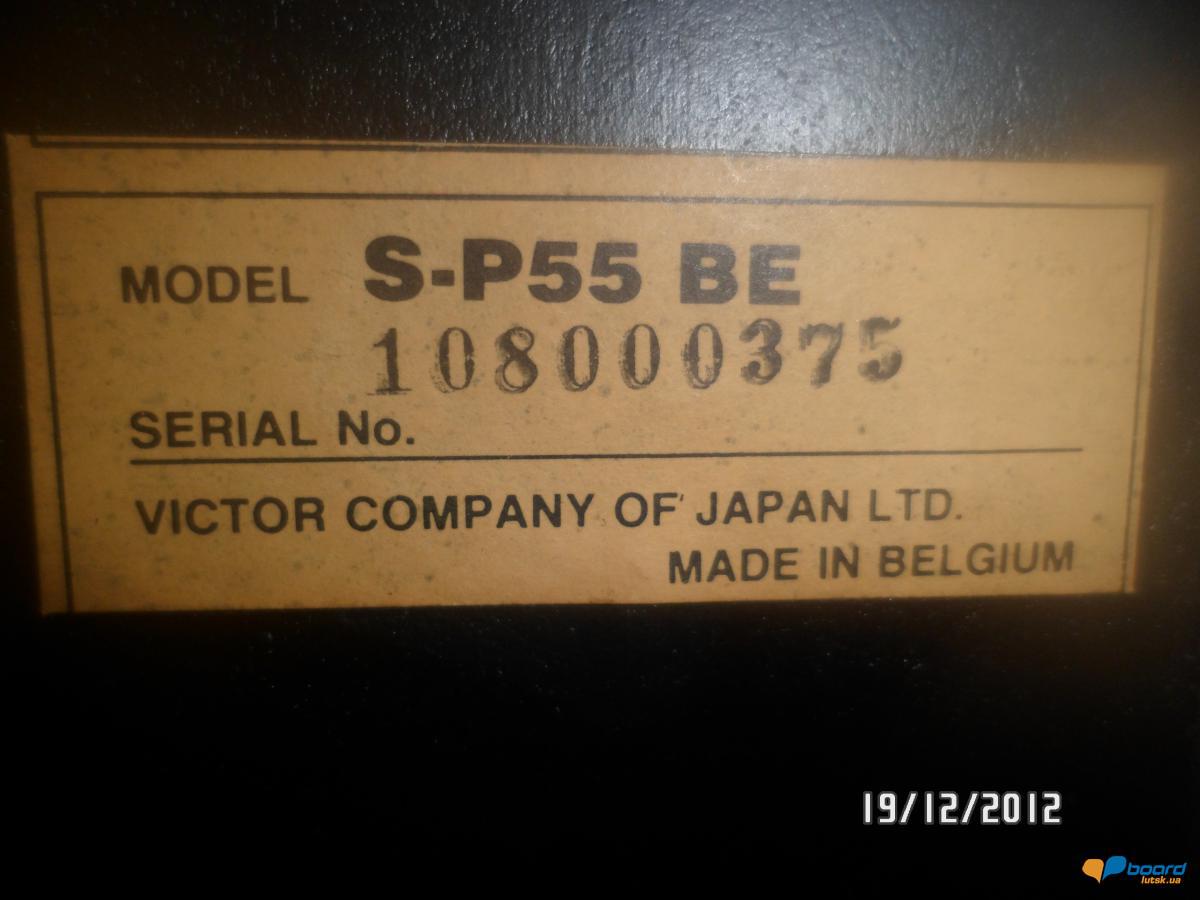 MODEL S-P55 BE
108000375
SERIAL No.
VICTOR COMPANY OF JAPAN LTD.
MADE IN BELGIUM
19/12/2012
board
lutsk.ua